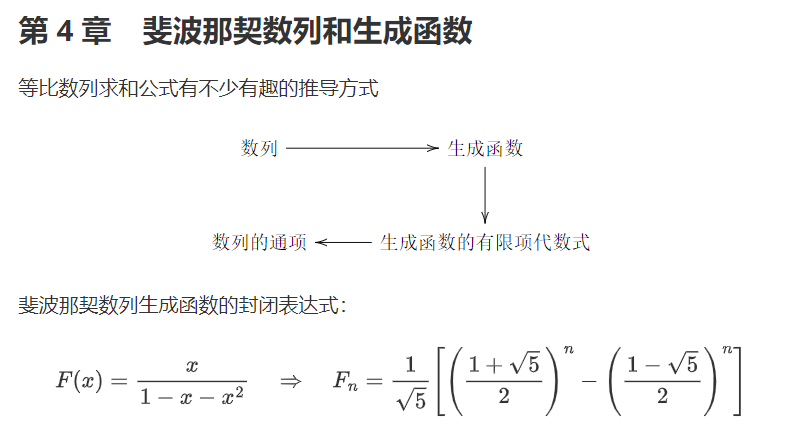 第 4 章 斐波那契数列和生成函数
等比数列求和公式有不少有趣的推导方式
数列 ⟶ 生成函数
数列的通项 ⟵ 生成函数的有限项代数式
斐波那契数列生成函数的封闭表达式：
F(x) = \frac{x}{1 - x - x^2} \quad \Rightarrow \quad F_n = \frac{1}{\sqrt{5}} \left[ \left( \frac{1 + \sqrt{5}}{2} \right)^n - \left( \frac{1 - \sqrt{5}}{2} \right)^n \right]